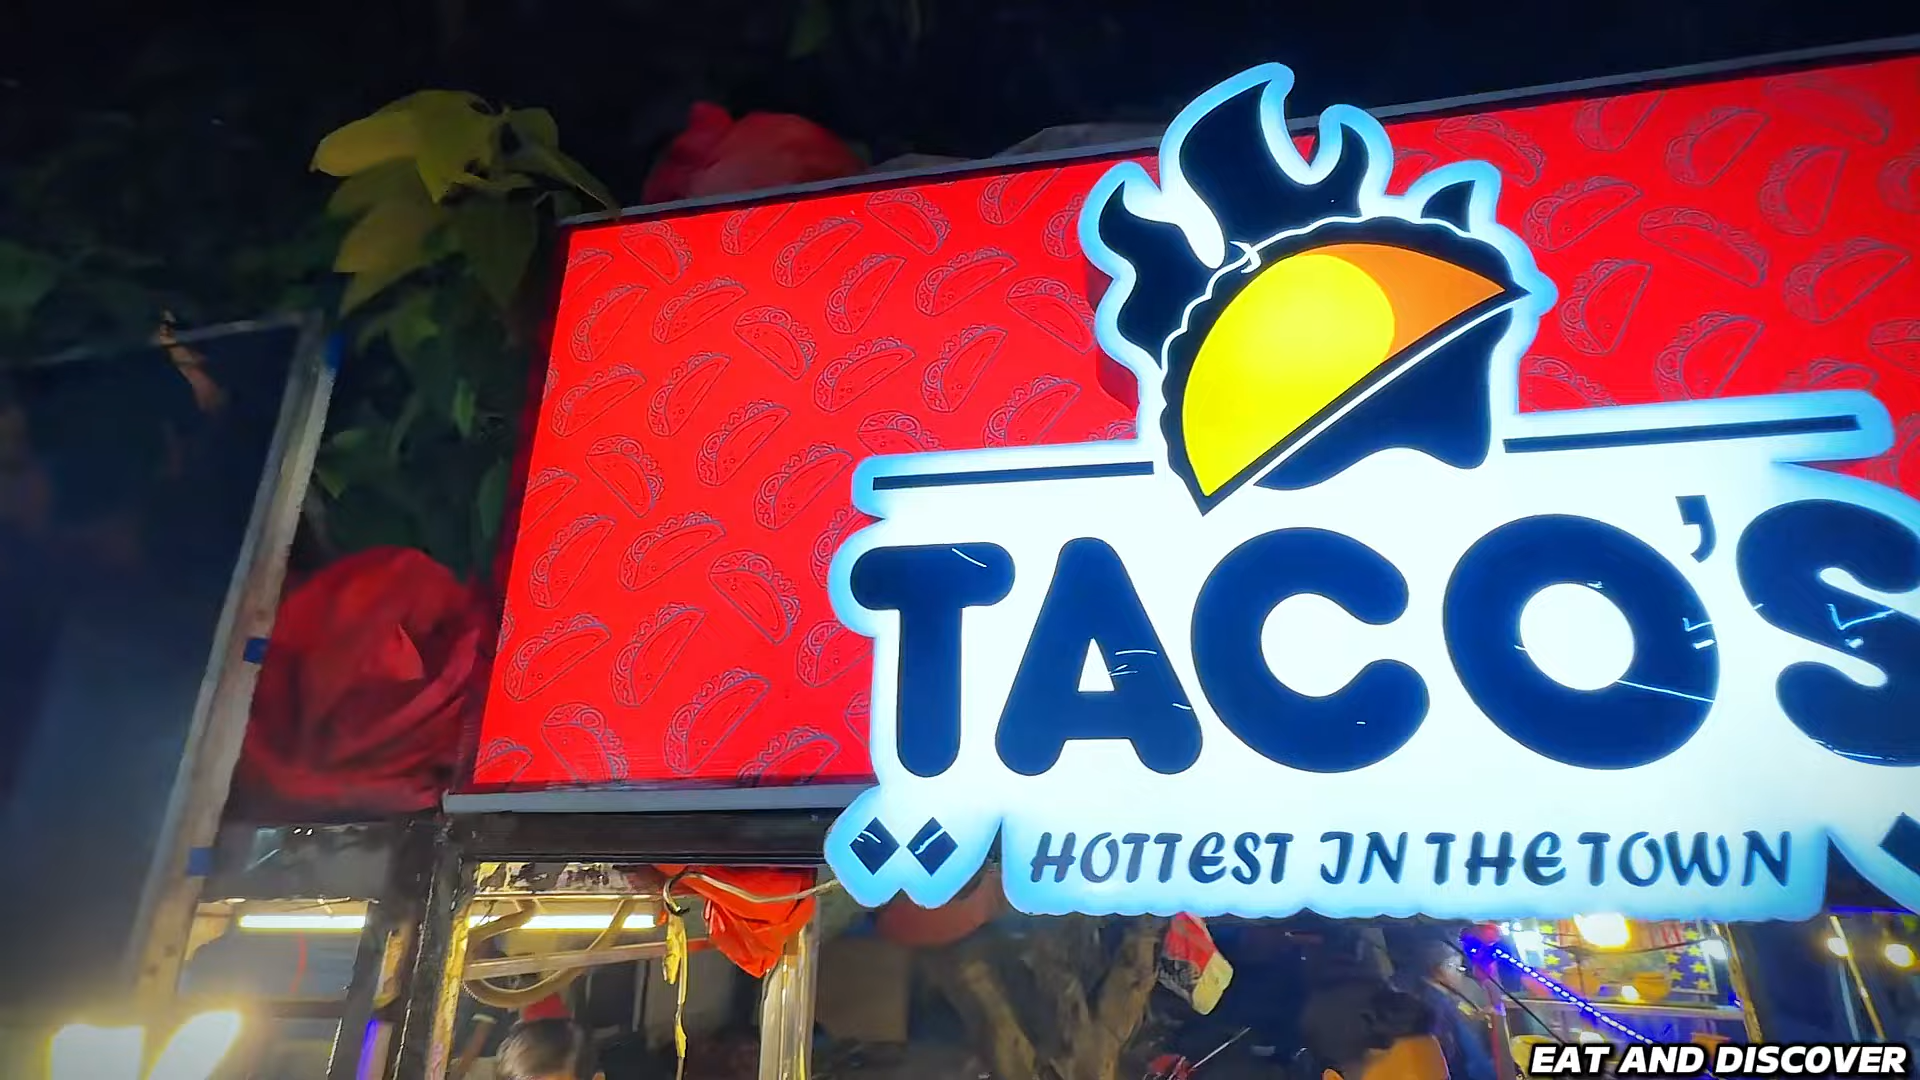 TACO'S
HOTTEST IN THE TOWN
EAT AND DISCOVER